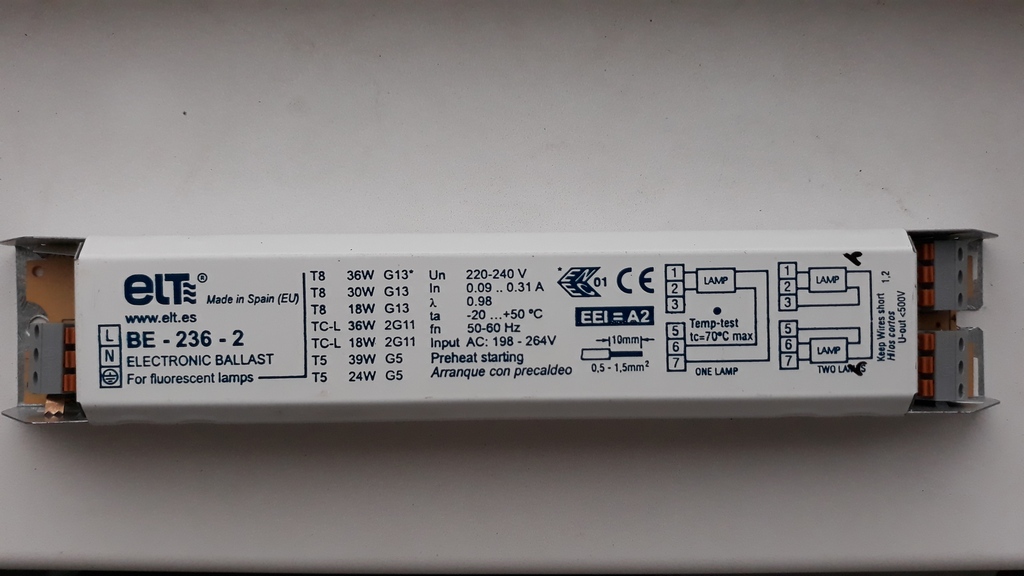 ELT®
Made in Spain (EU)
www.elt.es
L
N
BE - 236 - 2
ELECTRONIC BALLAST
For fluorescent lamps
T8 36W G13*
T8 30W G13
T8 18W G13
TC-L 36W 2G11
TC-L 18W 2G11
T5 39W G5
T5 24W G5
Un 220-240 V
In 0.09 .. 0.31 A
λ 0.98
ta -20 ...+50 ºC
fn 50-60 Hz
Input AC: 198 - 264V
Preheat starting
Arranque con precaldeo
01 CE
EEI = A2
10mm
0,5 - 1,5mm²
1
2
3
5
6
7
LAMP
Temp-test
tc=70ºC max
ONE LAMP
1
2
3
5
6
7
LAMP
LAMP
TWO LAMPS
Keep Wires short 1,2
Hilos cortos
U-out <500V